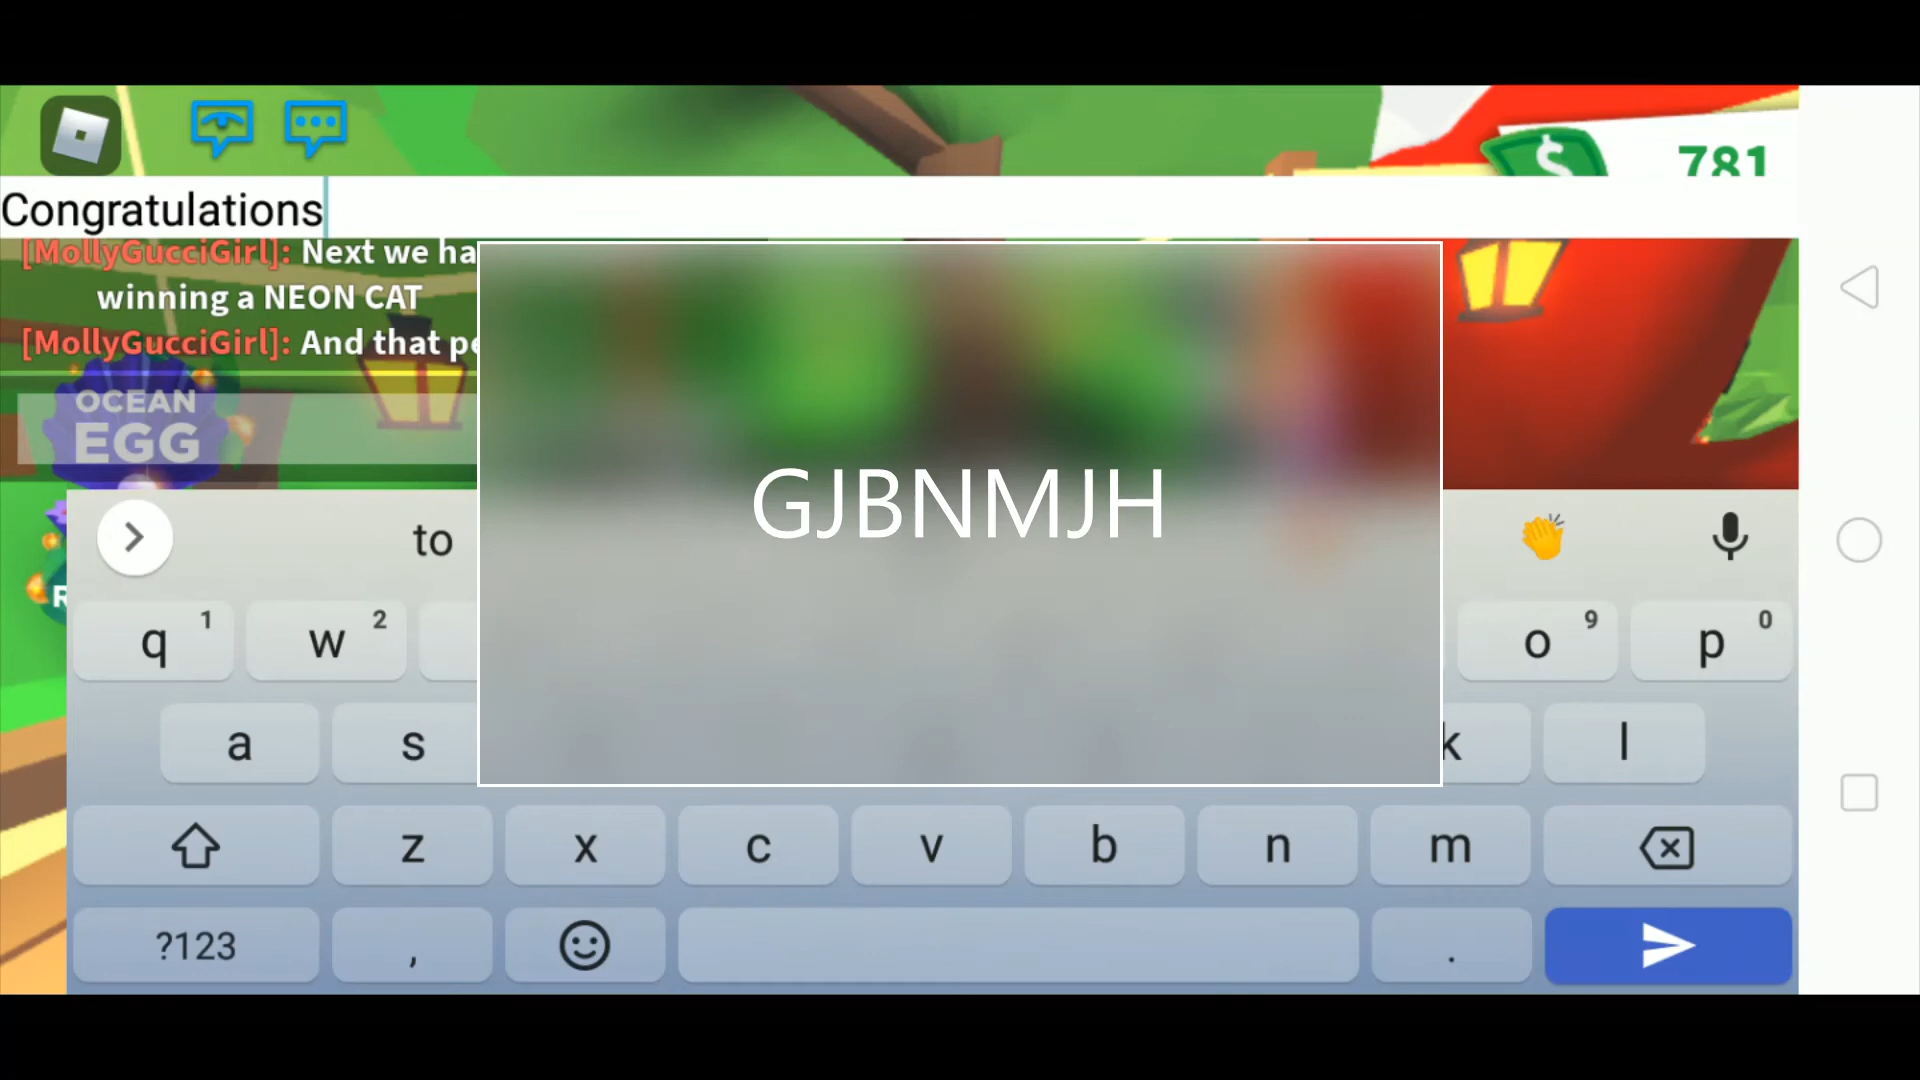 781
Congratulations
[MollyGucciGirl]: Next we ha
winning a NEON CAT
[MollyGucciGirl]: And that pe
OCEAN
EGG
GJBNMJH
to
R
q 1 w 2 o 9 p 0
a s k l
z x c v b n m
?123 , .